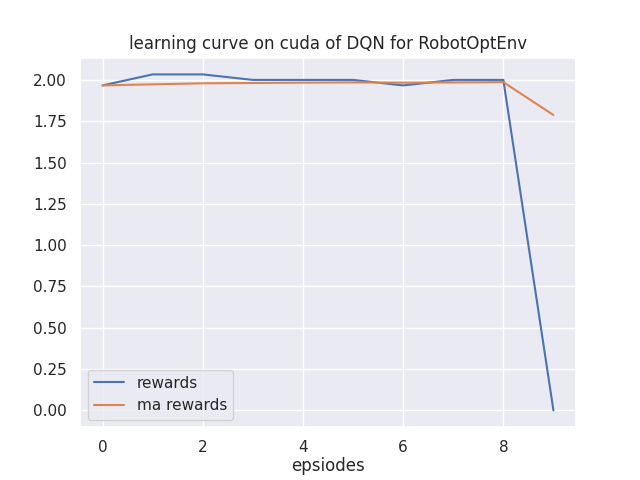 learning curve on cuda of DQN for RobotOptEnv
2.00
1.75
1.50
1.25
1.00
0.75
0.50
0.25
0.00
rewards
ma rewards
0 2 4 6 8
epsiodes